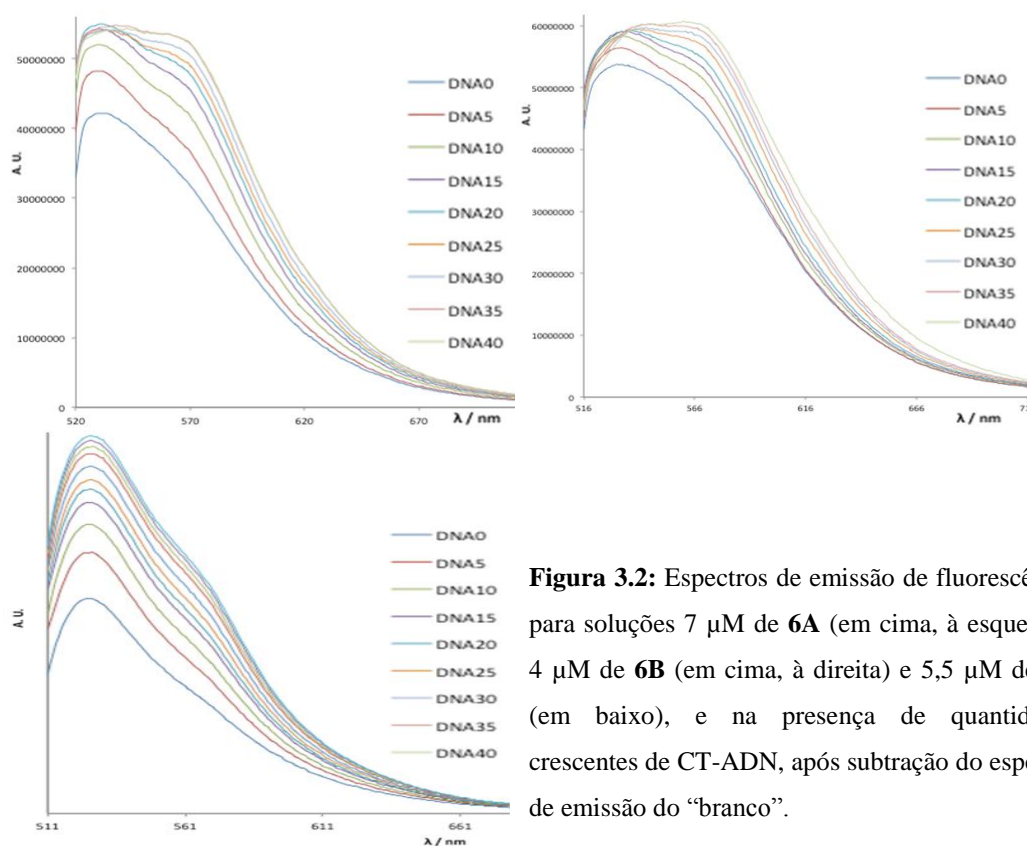 50000000
40000000
30000000
20000000
10000000
0
A. U.
520 570 620 670
λ / nm
DNA0
DNA5
DNA10
DNA15
DNA20
DNA25
DNA30
DNA35
DNA40
60000000
50000000
40000000
30000000
20000000
10000000
0
A. U.
516 566 616 666
λ / nm
DNA0
DNA5
DNA10
DNA15
DNA20
DNA25
DNA30
DNA35
DNA40
A.U.
511 561 611 661
λ / nm
DNA0
DNA5
DNA10
DNA15
DNA20
DNA25
DNA30
DNA35
DNA40
Figura 3.2: Espectros de emissão de fluorescê
para soluções 7 µM de 6A (em cima, à esque
4 µM de 6B (em cima, à direita) e 5,5 µM d
(em baixo), e na presença de quantid
crescentes de CT-ADN, após subtração do espe
de emissão do “branco”.